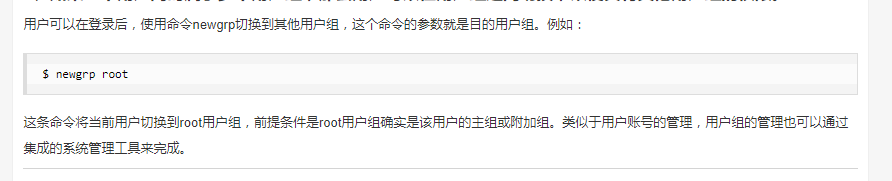 用户可以在登录后，使用命令newgrp切换到其他用户组，这个命令的参数就是目的用户组。例如：
$ newgrp root
这条命令将当前用户切换到root用户组，前提条件是root用户组确实是该用户的主组或附加组。类似于用户账号的管理，用户组的管理也可以通过
集成的系统管理工具来完成。